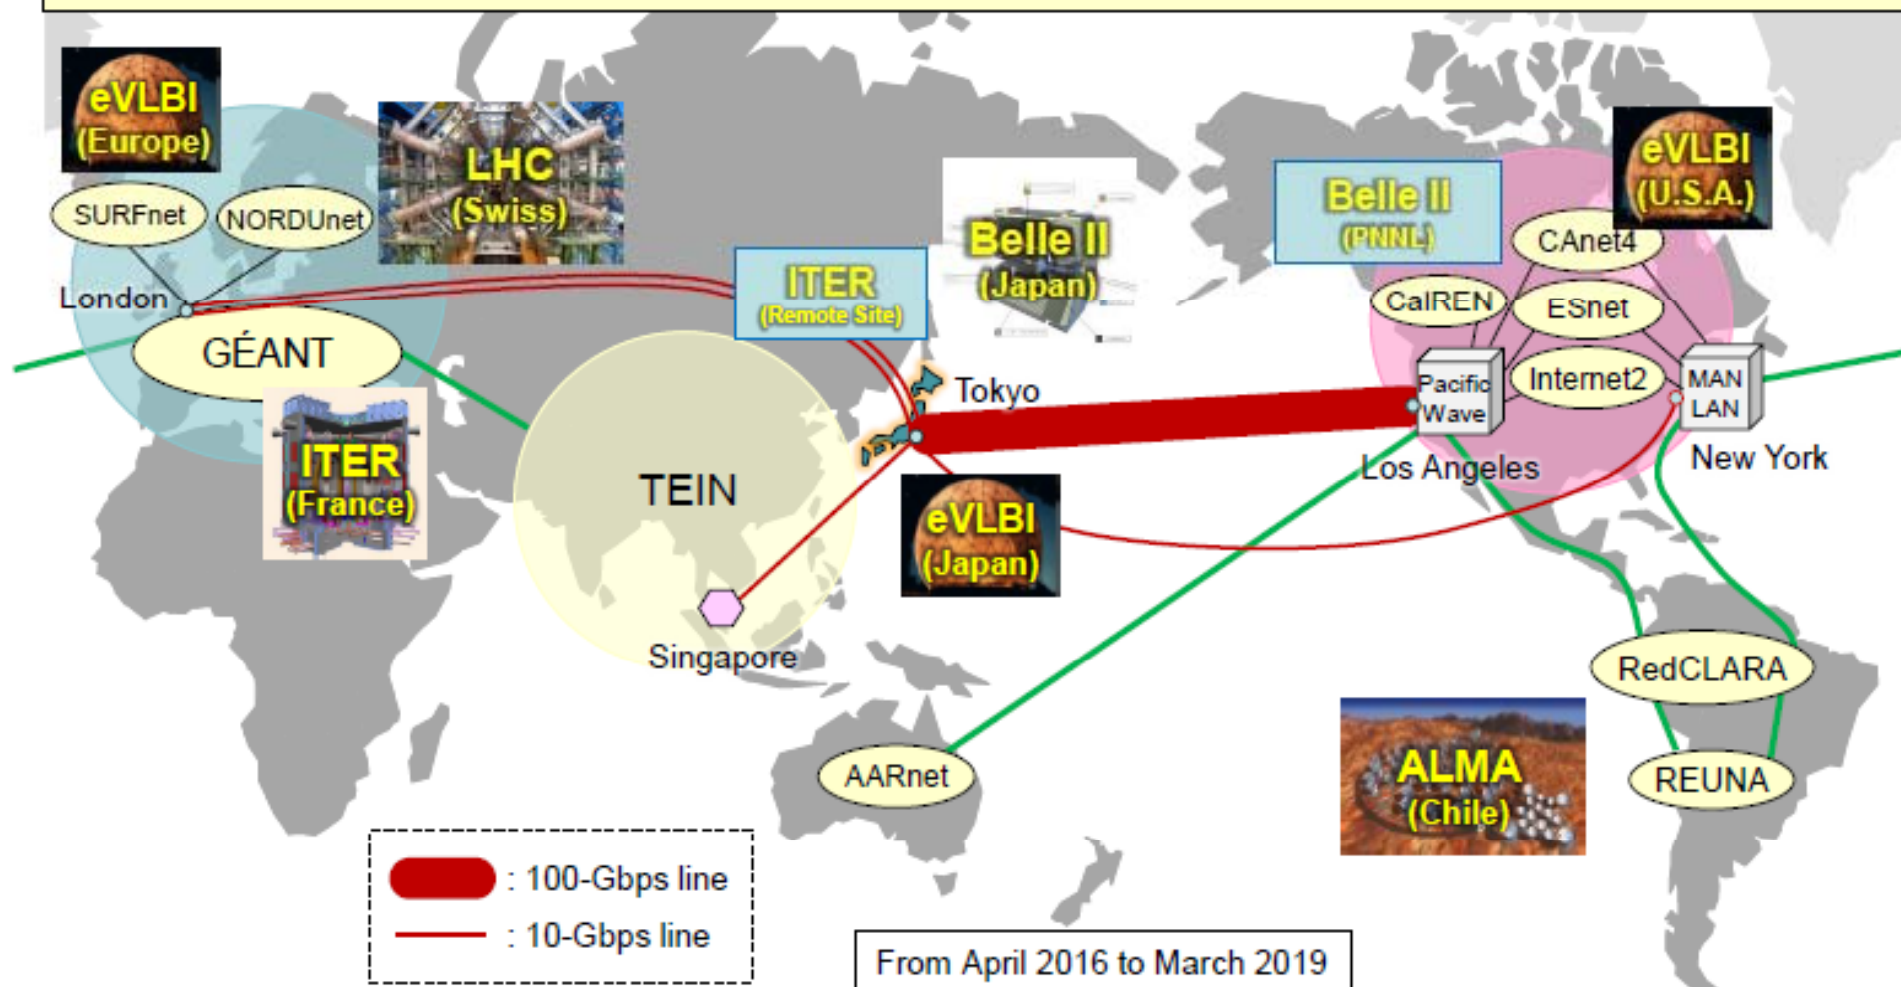 eVLBI
(Europe)
SURFnet
NORDUnet
LHC
(Swiss)
London
GÉANT
ITER
(France)
ITER
(Remote Site)
Belle II
(Japan)
Tokyo
TEIN
Singapore
eVLBI
(Japan)
AARnet
Belle II
(PNNL)
eVLBI
(U.S.A.)
CAnet4
CalREN
ESnet
Internet2
Pacific
Wave
MAN
LAN
Los Angeles
New York
RedCLARA
REUNA
ALMA
(Chile)
: 100-Gbps line
: 10-Gbps line
From April 2016 to March 2019